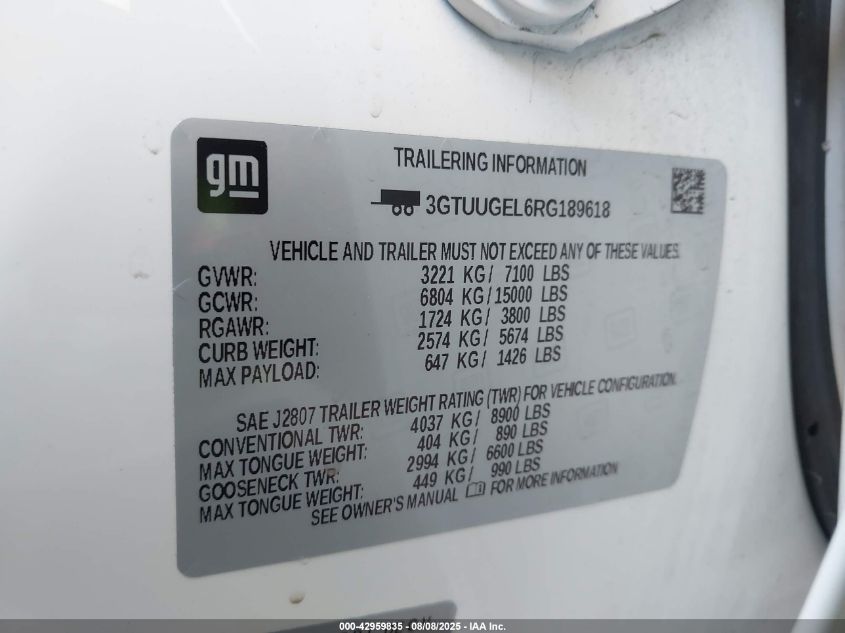 gm
TRAILERING INFORMATION
3GTUUGEL6RG189618
VEHICLE AND TRAILER MUST NOT EXCEED ANY OF THESE VALUES.
GVWR: 3221 KG/ 7100 LBS
GCWR: 6804 KG/15000 LBS
RGAWR: 1724 KG/ 3800 LBS
CURB WEIGHT: 2574 KG/ 5674 LBS
MAX PAYLOAD: 647 KG/ 1426 LBS
SAE J2807 TRAILER WEIGHT RATING (TWR) FOR VEHICLE CONFIGURATION.
CONVENTIONAL TWR: 4037 KG/ 8900 LBS
MAX TONGUE WEIGHT: 404 KG/ 890 LBS
GOOSENECK TWR: 2994 KG/ 6600 LBS
MAX TONGUE WEIGHT: 449 KG/ 990 LBS
SEE OWNER'S MANUAL FOR MORE INFORMATION
000-42959835 - 08/08/2025 - IAA Inc.